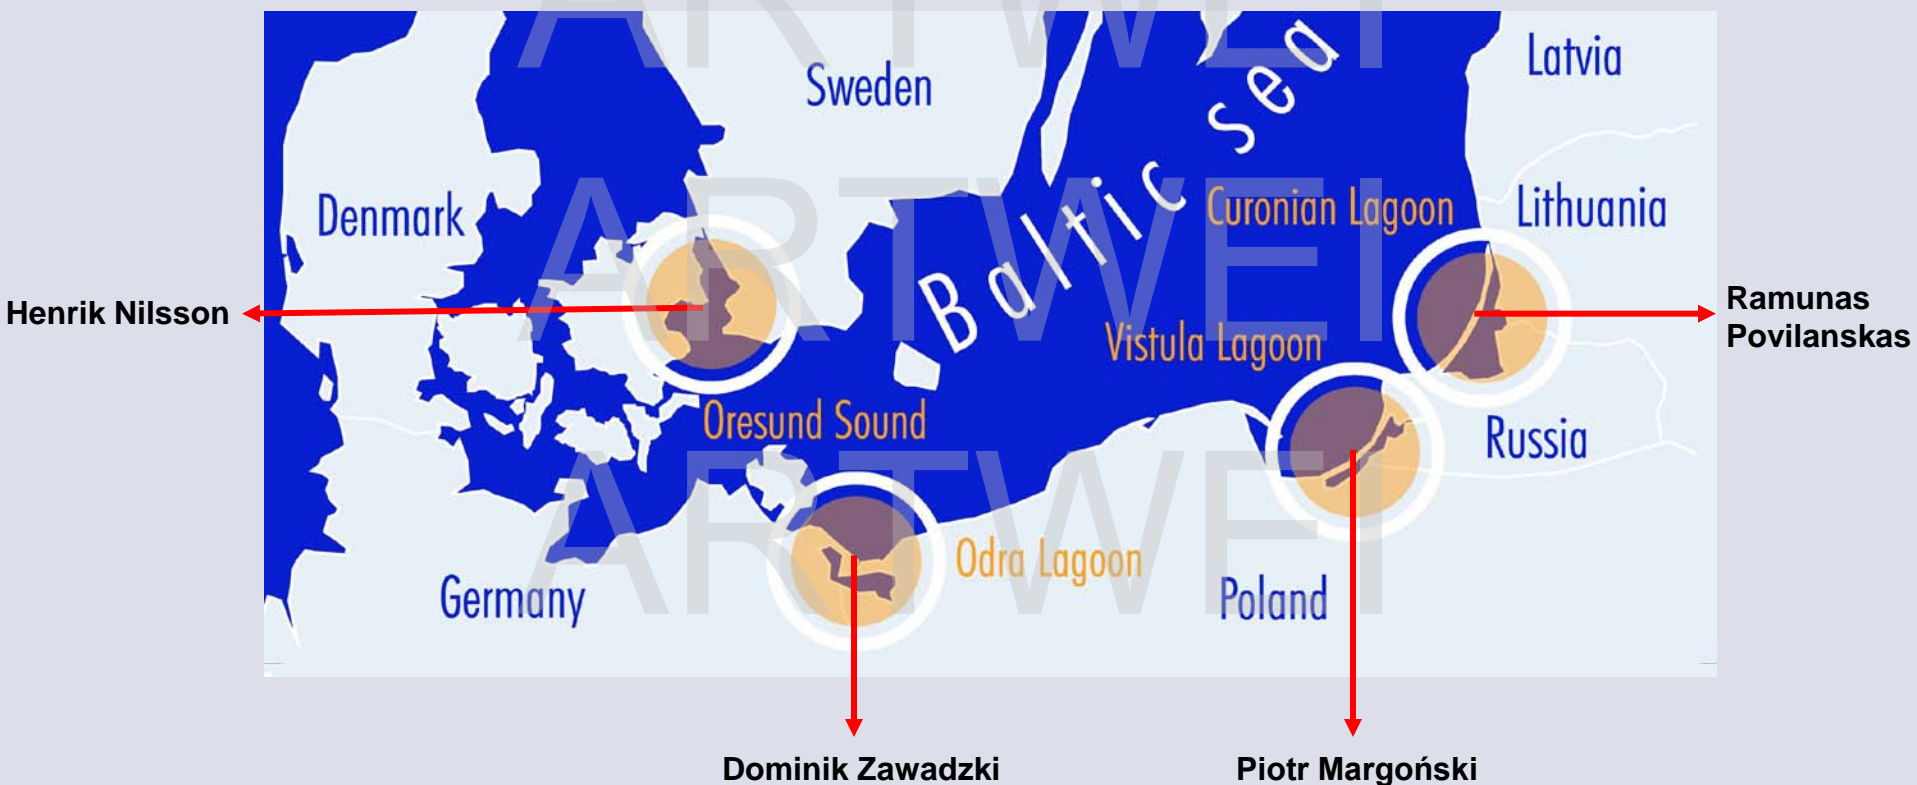 ARTWEI
Sweden
Latvia
Baltic Sea
Denmark
ARTWEI
Curonian Lagoon
Lithuania
Henrik Nilsson
Ramunas
Povilanskas
Vistula Lagoon
Oresund Sound
Russia
ARTWEI
Odra Lagoon
Germany
Poland
Dominik Zawadzki
Piotr Margoński